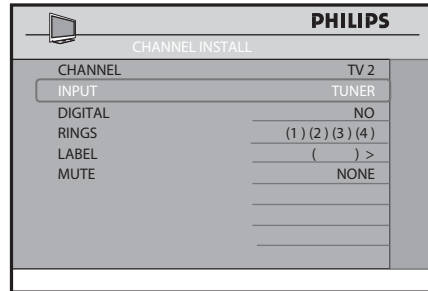 PHILIPS
CHANNEL INSTALL
CHANNEL TV 2
INPUT TUNER
DIGITAL NO
RINGS ( 1 ) ( 2 ) ( 3 ) ( 4 )
LABEL ( ) >
MUTE NONE